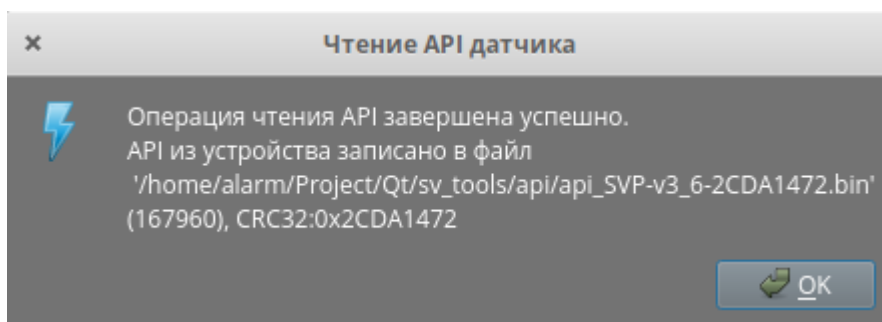 Чтение API датчика
Операция чтения API завершена успешно.
API из устройства записано в файл
'/home/alarm/Project/Qt/sv_tools/api/api_SVP-v3_6-2CDA1472.bin'
(167960), CRC32:0x2CDA1472
OK